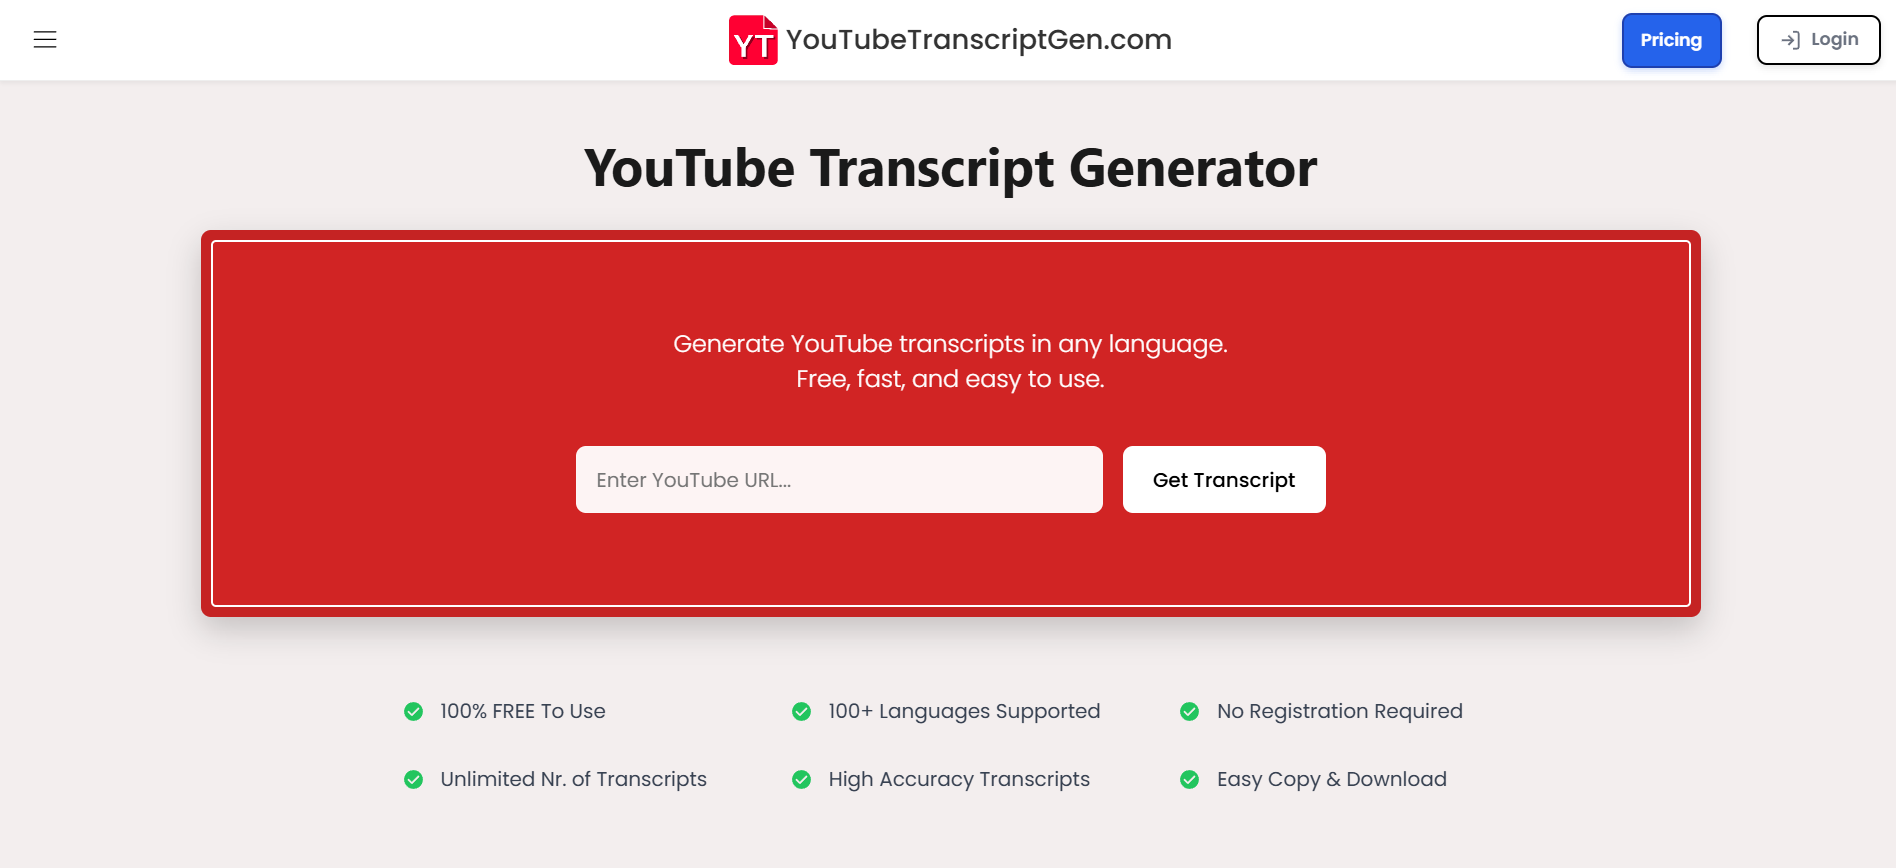 YT YouTubeTranscriptGen.com
Pricing
Login
YouTube Transcript Generator
Generate YouTube transcripts in any language.
Free, fast, and easy to use.
Enter YouTube URL...
Get Transcript
100% FREE To Use
100+ Languages Supported
No Registration Required
Unlimited Nr. of Transcripts
High Accuracy Transcripts
Easy Copy & Download